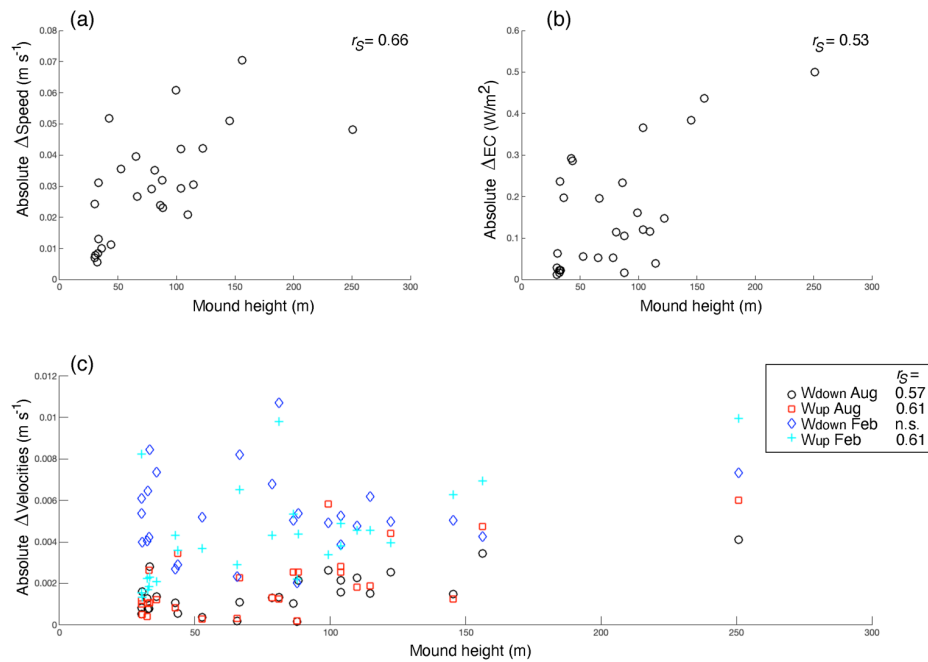 (a)
r_S = 0.66
Absolute ΔSpeed (m s⁻¹)
0.08
0.07
0.06
0.05
0.04
0.03
0.02
0.01
0
0 50 100 150 200 250 300
Mound height (m)
(b)
r_S = 0.53
Absolute ΔEC (W/m²)
0.6
0.5
0.4
0.3
0.2
0.1
0
0 50 100 150 200 250 300
Mound height (m)
(c)
Absolute ΔVelocities (m s⁻¹)
0.012
0.01
0.008
0.006
0.004
0.002
0
0 50 100 150 200 250 300
Mound height (m)
r_S =
Wdown Aug 0.57
Wup Aug 0.61
Wdown Feb n.s.
Wup Feb 0.61